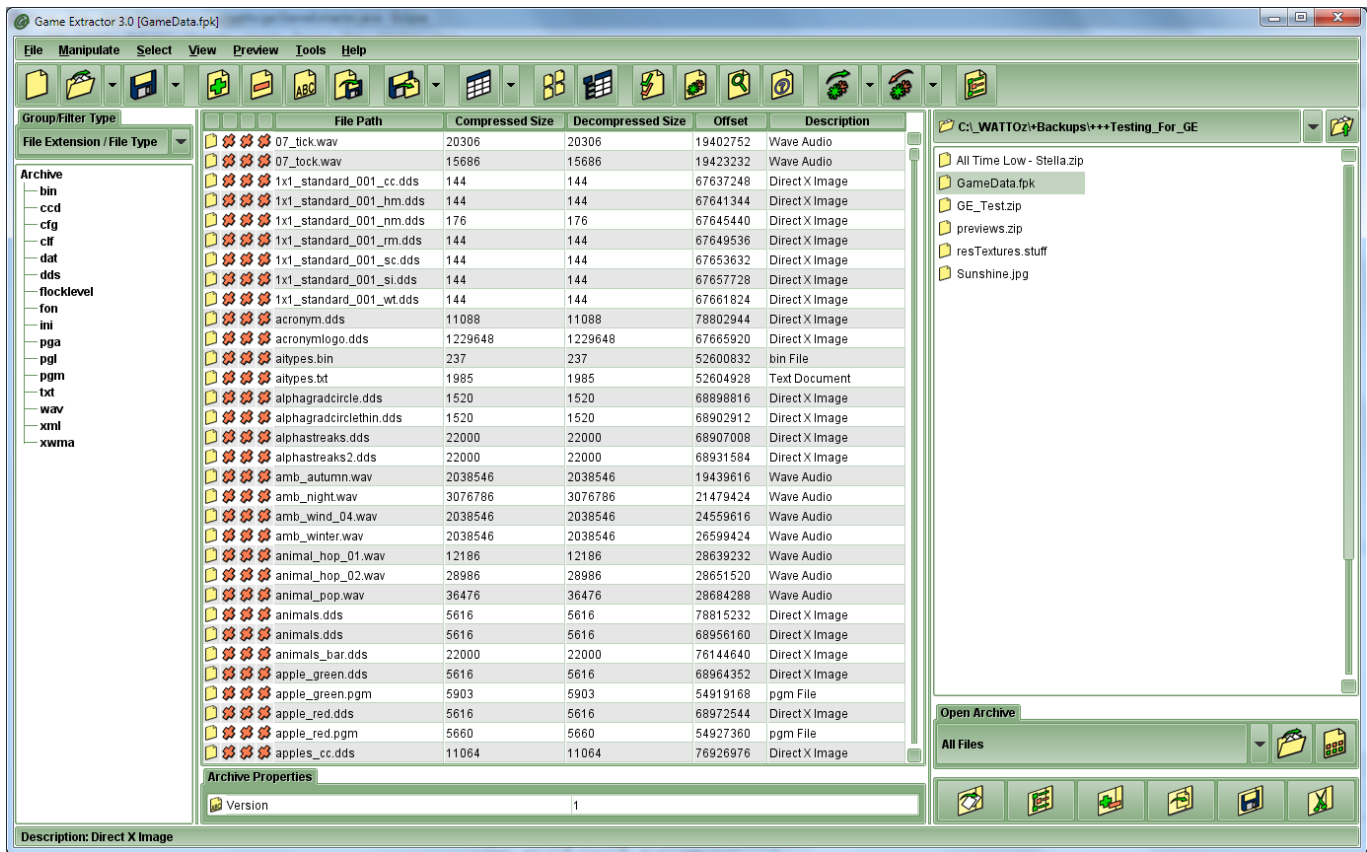 Game Extractor 3.0 [GameData.fpk]
File Manipulate Select View Preview Tools Help
Group/Filter Type
File Extension / File Type
Archive
bin
ccd
cfg
clf
dat
dds
flocklevel
fon
ini
pga
pgl
pgm
txt
wav
xml
xwma
File Path Compressed Size Decompressed Size Offset Description
07_tick.wav 20306 20306 19402752 Wave Audio
07_tock.wav 15686 15686 19423232 Wave Audio
1x1_standard_001_cc.dds 144 144 67637248 Direct X Image
1x1_standard_001_hm.dds 144 144 67641344 Direct X Image
1x1_standard_001_nm.dds 176 176 67645440 Direct X Image
1x1_standard_001_rm.dds 144 144 67649536 Direct X Image
1x1_standard_001_sc.dds 144 144 67653632 Direct X Image
1x1_standard_001_si.dds 144 144 67657728 Direct X Image
1x1_standard_001_wt.dds 144 144 67661824 Direct X Image
acronym.dds 11088 11088 78802944 Direct X Image
acronymlogo.dds 1229648 1229648 67665920 Direct X Image
aitypes.bin 237 237 52600832 bin File
aitypes.txt 1985 1985 52604928 Text Document
alphagradcircle.dds 1520 1520 68898816 Direct X Image
alphagradcirclethin.dds 1520 1520 68902912 Direct X Image
alphastreaks.dds 22000 22000 68907008 Direct X Image
alphastreaks2.dds 22000 22000 68931584 Direct X Image
amb_autumn.wav 2038546 2038546 19439616 Wave Audio
amb_night.wav 3076786 3076786 21479424 Wave Audio
amb_wind_04.wav 2038546 2038546 24559616 Wave Audio
amb_winter.wav 2038546 2038546 26599424 Wave Audio
animal_hop_01.wav 12186 12186 28639232 Wave Audio
animal_hop_02.wav 28986 28986 28651520 Wave Audio
animal_pop.wav 36476 36476 28684288 Wave Audio
animals.dds 5616 5616 78815232 Direct X Image
animals.dds 5616 5616 68956160 Direct X Image
animals_bar.dds 22000 22000 76144640 Direct X Image
apple_green.dds 5616 5616 68964352 Direct X Image
apple_green.pgm 5903 5903 54919168 pgm File
apple_red.dds 5616 5616 68972544 Direct X Image
apple_red.pgm 5660 5660 54927360 pgm File
apples_cc.dds 11064 11064 76926976 Direct X Image
Archive Properties
Version 1
C:\_WATTOz\+Backups\+++Testing_For_GE
All Time Low - Stella.zip
GameData.fpk
GE_Test.zip
previews.zip
resTextures.stuff
Sunshine.jpg
Open Archive
All Files
Description: Direct X Image